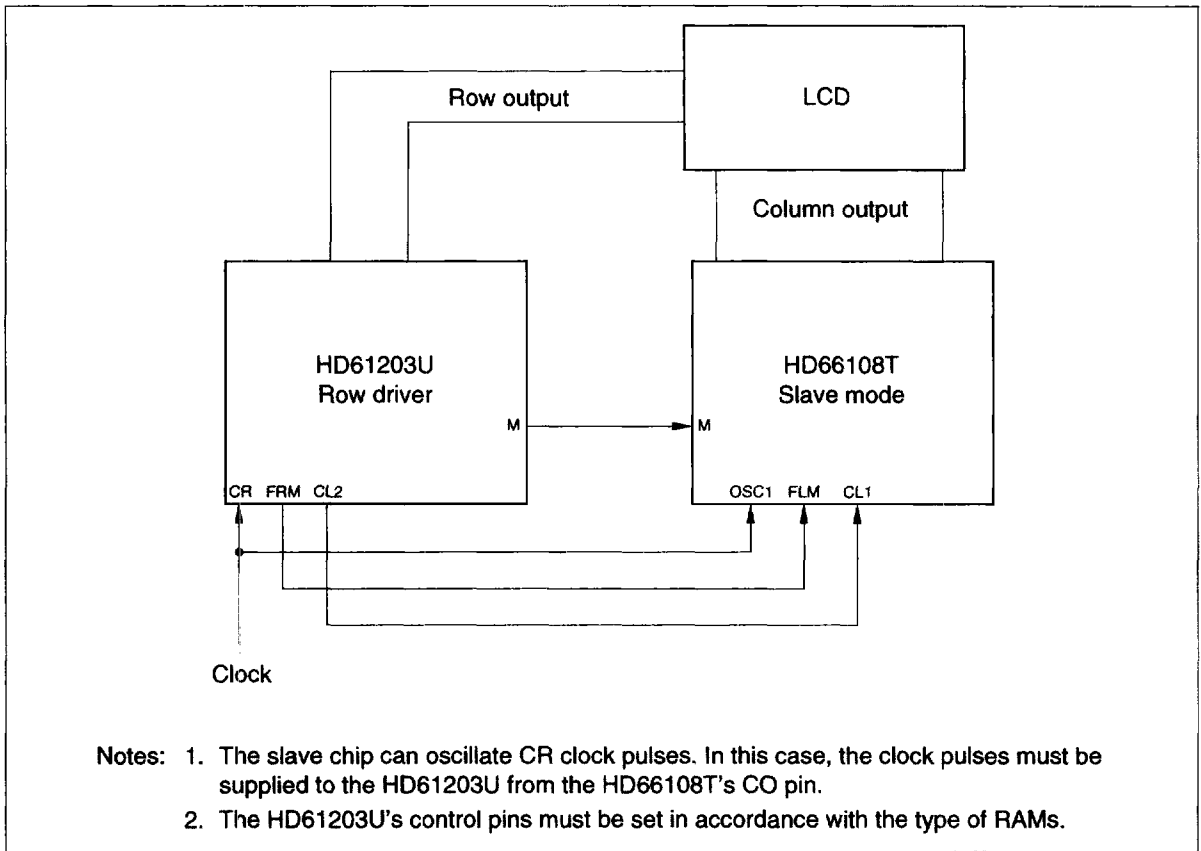 Row output
LCD
Column output
HD61203U
Row driver
M
CR FRM CL2
HD66108T
Slave mode
M
OSC1 FLM CL1
Clock
Notes: 1. The slave chip can oscillate CR clock pulses. In this case, the clock pulses must be
supplied to the HD61203U from the HD66108T's CO pin.
2. The HD61203U's control pins must be set in accordance with the type of RAMs.